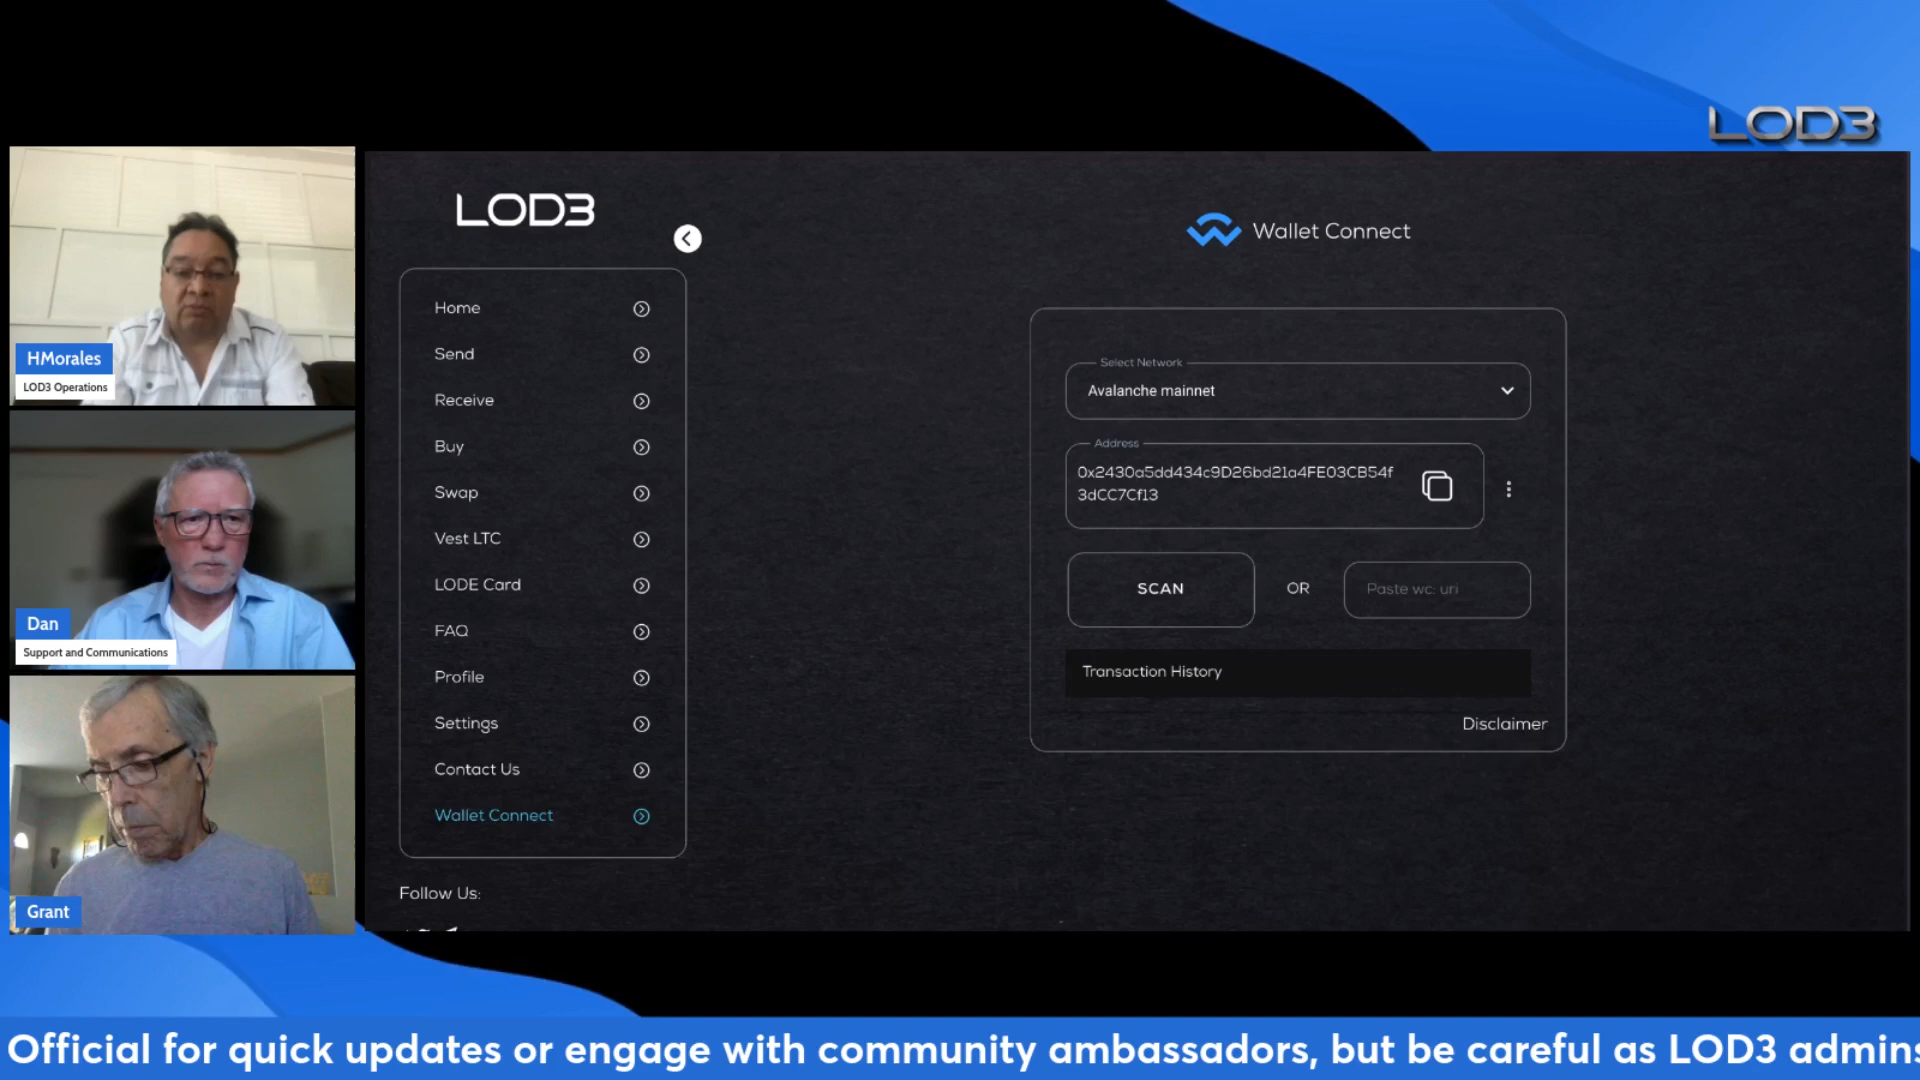 LOD3
HMorales
LOD3 Operations
Dan
Support and Communications
Grant
LOD3
Home
Send
Receive
Buy
Swap
Vest LTC
LODE Card
FAQ
Profile
Settings
Contact Us
Wallet Connect
Follow Us:
Wallet Connect
Select Network
Avalanche mainnet
Address
0x2430a5dd434c9D26bd21a4FE03CB54f
3dCC7Cf13
SCAN
OR
Paste wc: uri
Transaction History
Disclaimer
Official for quick updates or engage with community ambassadors, but be careful as LOD3 admins